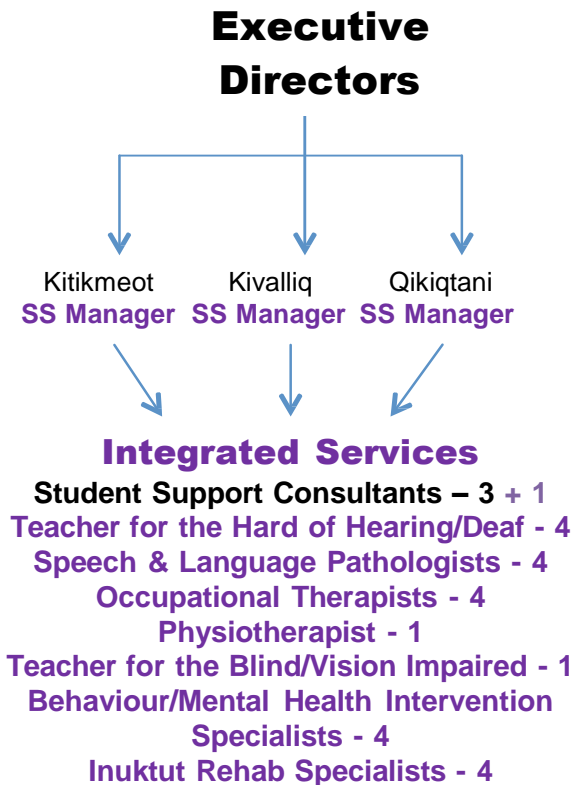 Executive
Directors
Kitikmeot Kivalliq Qikiqtani
SS Manager SS Manager SS Manager
Integrated Services
Student Support Consultants – 3 + 1
Teacher for the Hard of Hearing/Deaf - 4
Speech & Language Pathologists - 4
Occupational Therapists - 4
Physiotherapist - 1
Teacher for the Blind/Vision Impaired - 1
Behaviour/Mental Health Intervention
Specialists - 4
Inuktut Rehab Specialists - 4